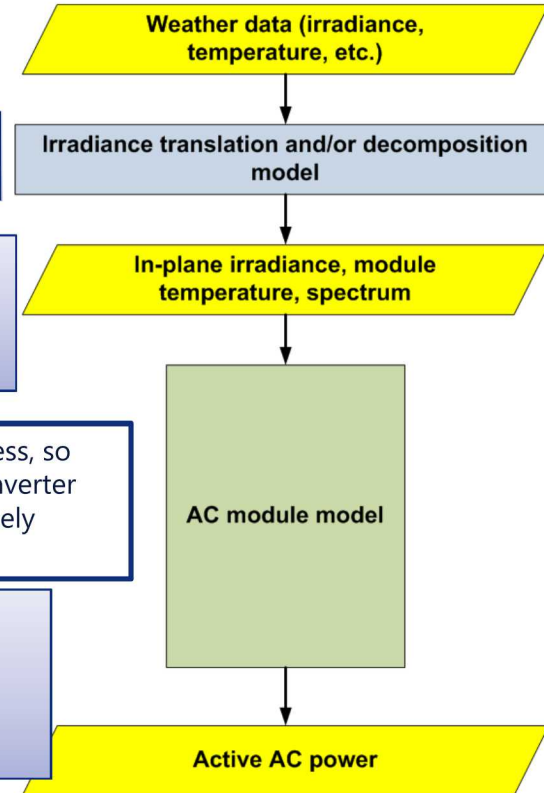 Weather data (irradiance,
temperature, etc.)
Irradiance translation and/or decomposition
model
In-plane irradiance, module
temperature, spectrum
ess, so
nverter
ely
AC module model
Active AC power